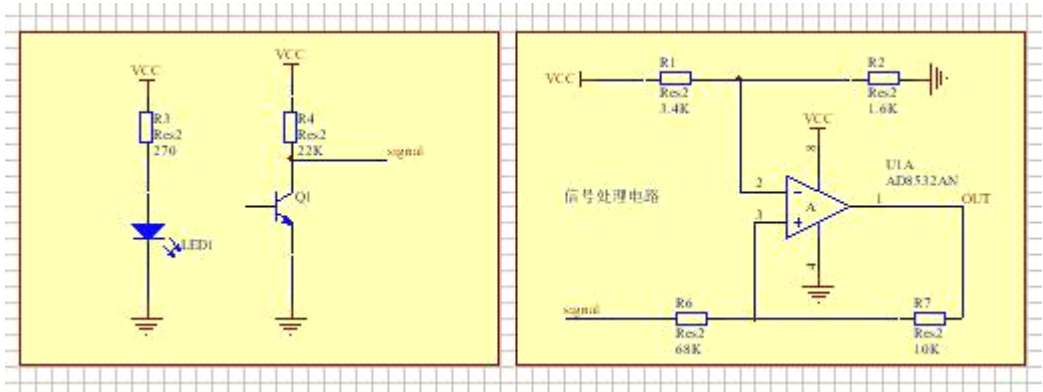 VCC
R3
Res2
270
LED1
VCC
R4
Res2
22K
signal
Q1
VCC
R1
Res2
3.4K
R2
Res2
1.6K
VCC
8
U1A
AD8532AN
信号处理电路
2
A
1
OUT
3
4
signal
R6
Res2
68K
R7
Res2
10K